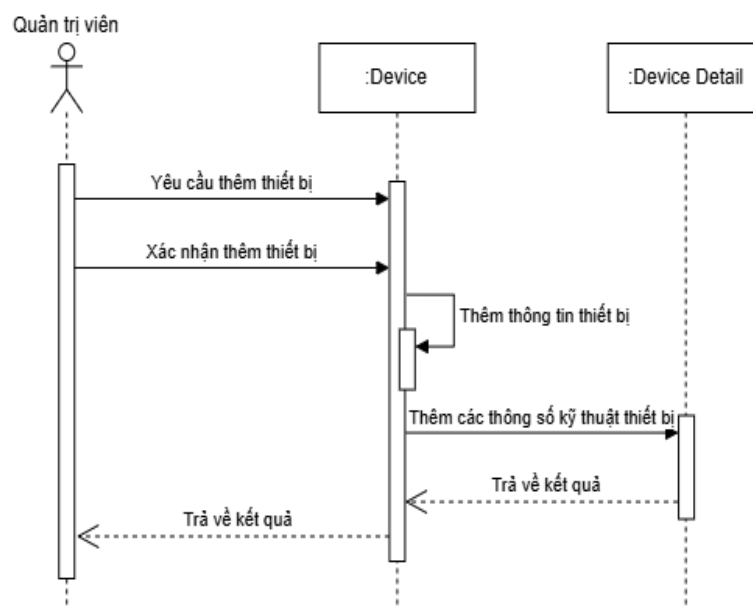 Quản trị viên
:Device
:Device Detail
Yêu cầu thêm thiết bị
Xác nhận thêm thiết bị
Thêm thông tin thiết bị
Thêm các thông số kỹ thuật thiết bị
Trả về kết quả
Trả về kết quả